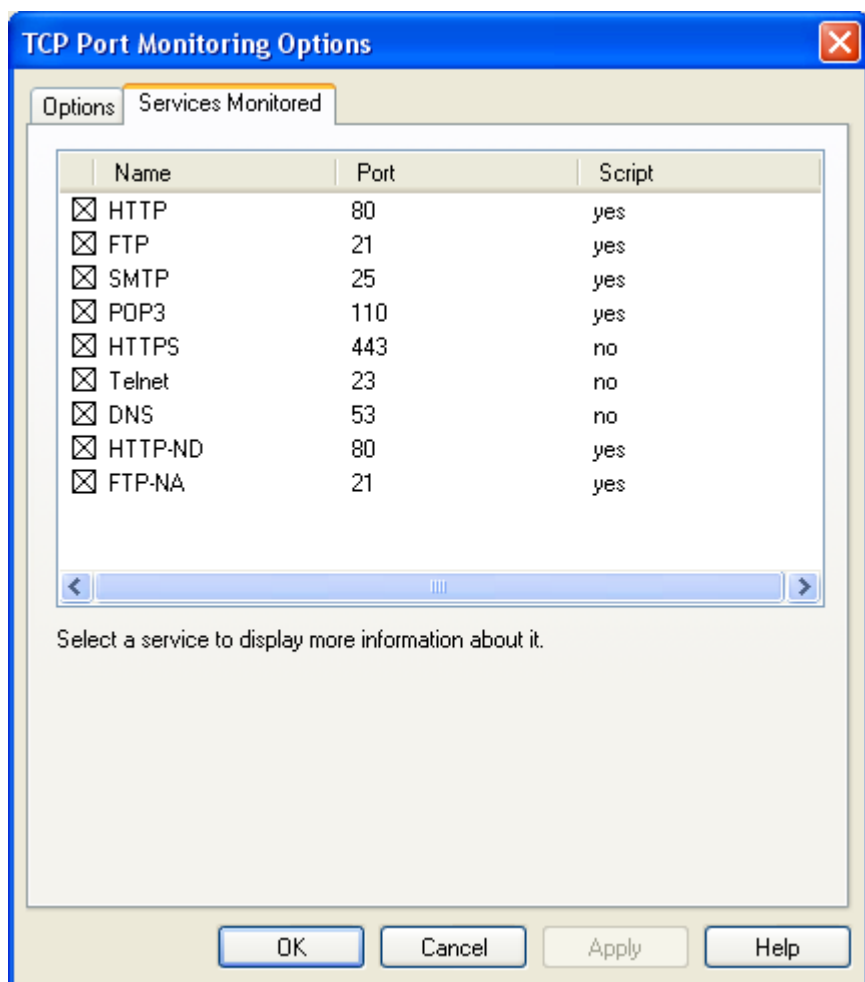 TCP Port Monitoring Options
Options Services Monitored
Name Port Script
HTTP 80 yes
FTP 21 yes
SMTP 25 yes
POP3 110 yes
HTTPS 443 no
Telnet 23 no
DNS 53 no
HTTP-ND 80 yes
FTP-NA 21 yes
Select a service to display more information about it.
OK Cancel Apply Help